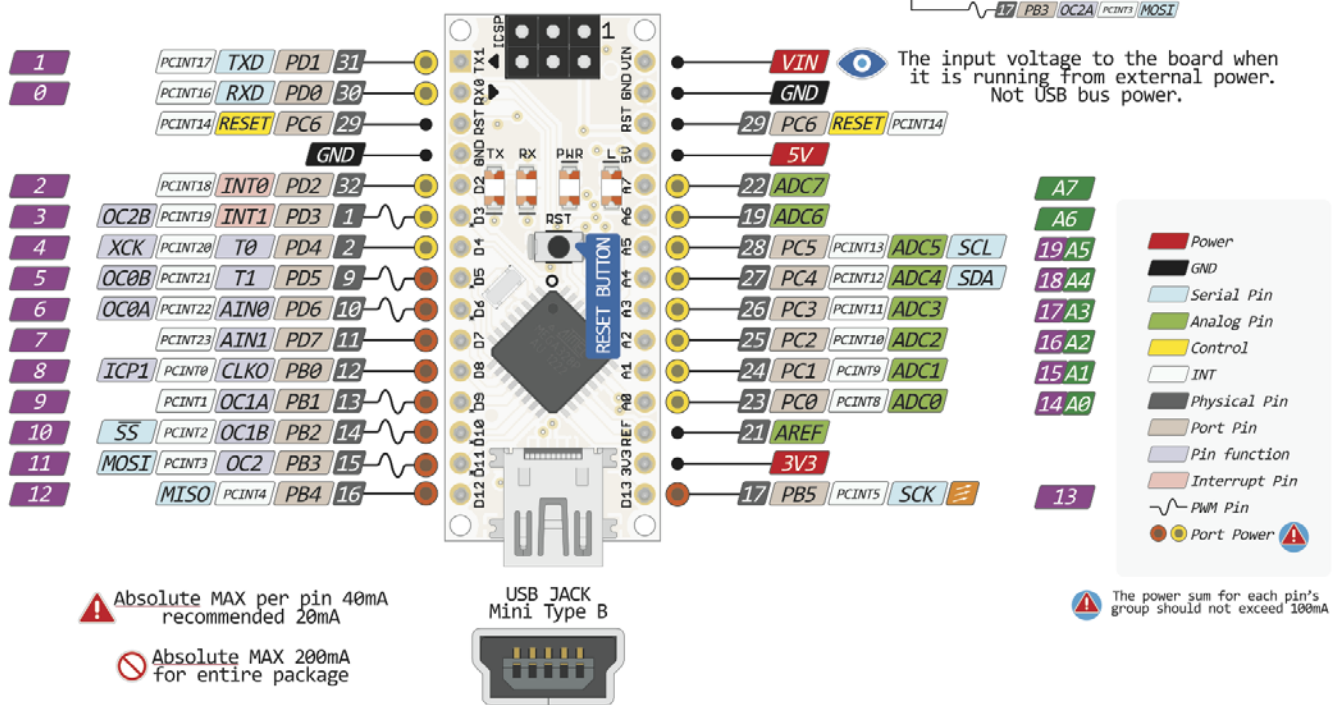 17 PB3 OC2A PCINT3 MOSI
ICSP 1
1 PCINT17 TXD PD1 31 TX1 VIN VIN
The input voltage to the board when
it is running from external power.
Not USB bus power.
0 PCINT16 RXD PD0 30 RX0 GND GND
PCINT14 RESET PC6 29 RST RST 29 PC6 RESET PCINT14
GND GND 5V 5V
TX RX PWR L
2 PCINT18 INT0 PD2 32 D2 A7 22 ADC7 A7
3 OC2B PCINT19 INT1 PD3 1 D3 A6 19 ADC6 A6
RST
4 XCK PCINT20 T0 PD4 2 D4 A5 28 PC5 PCINT13 ADC5 SCL 19 A5
5 OC0B PCINT21 T1 PD5 9 D5 A4 27 PC4 PCINT12 ADC4 SDA 18 A4
6 OC0A PCINT22 AIN0 PD6 10 D6 A3 26 PC3 PCINT11 ADC3 17 A3
RESET BUTTON
7 PCINT23 AIN1 PD7 11 D7 A2 25 PC2 PCINT10 ADC2 16 A2
8 ICP1 PCINT0 CLKO PB0 12 D8 A1 24 PC1 PCINT9 ADC1 15 A1
9 PCINT1 OC1A PB1 13 D9 A0 23 PC0 PCINT8 ADC0 14 A0
10 SS PCINT2 OC1B PB2 14 D10 REF 21 AREF
11 MOSI PCINT3 OC2 PB3 15 D11 3V3 3V3
12 MISO PCINT4 PB4 16 D12 D13 17 PB5 PCINT5 SCK 13
Power
GND
Serial Pin
Analog Pin
Control
INT
Physical Pin
Port Pin
Pin function
Interrupt Pin
PWM Pin
Port Power
Absolute MAX per pin 40mA
recommended 20mA
Absolute MAX 200mA
for entire package
USB JACK
Mini Type B
The power sum for each pin's
group should not exceed 100mA